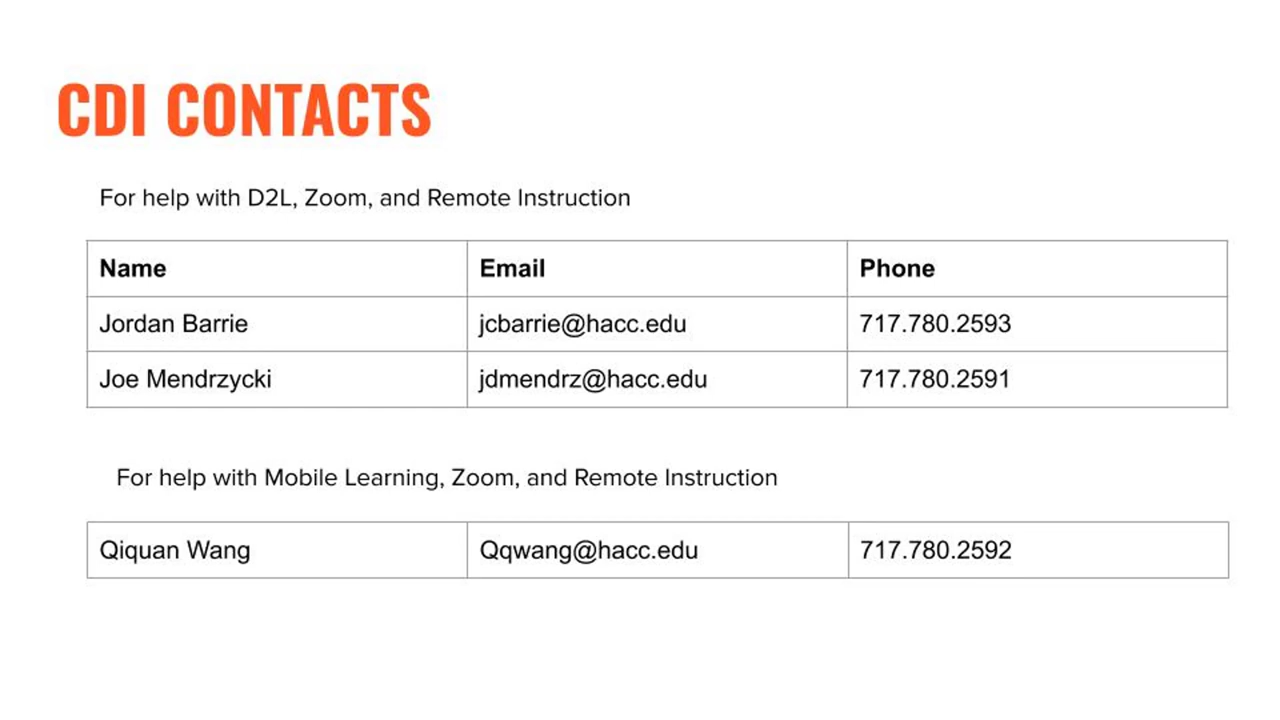 CDI CONTACTS
For help with D2L, Zoom, and Remote Instruction
Name Email Phone
Jordan Barrie jcbarrie@hacc.edu 717.780.2593
Joe Mendrzycki jdmendrz@hacc.edu 717.780.2591
For help with Mobile Learning, Zoom, and Remote Instruction
Qiquan Wang Qqwang@hacc.edu 717.780.2592